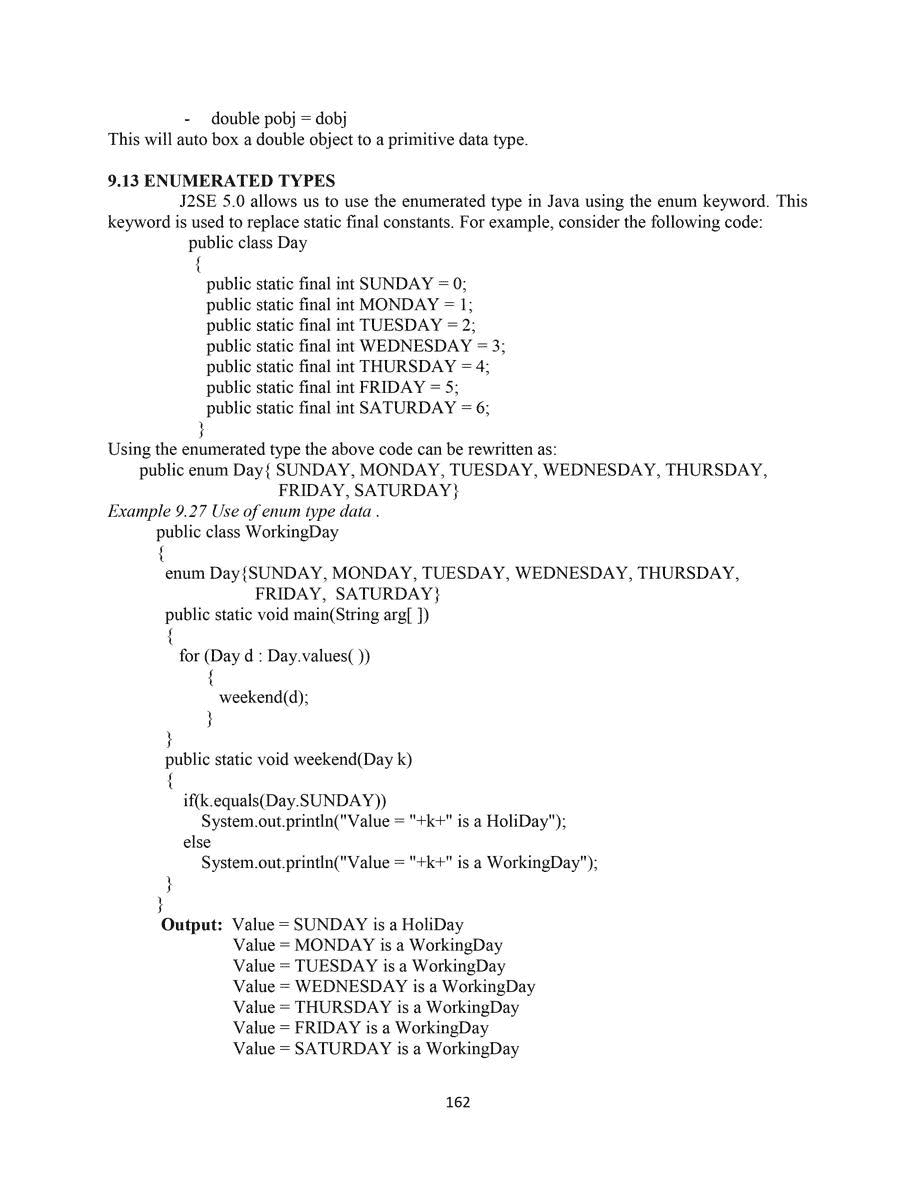 - double pobj = dobj
This will auto box a double object to a primitive data type.
9.13 ENUMERATED TYPES
J2SE 5.0 allows us to use the enumerated type in Java using the enum keyword. This
keyword is used to replace static final constants. For example, consider the following code:
public class Day
{
public static final int SUNDAY = 0;
public static final int MONDAY = 1;
public static final int TUESDAY = 2;
public static final int WEDNESDAY = 3;
public static final int THURSDAY = 4;
public static final int FRIDAY = 5;
public static final int SATURDAY = 6;
}
Using the enumerated type the above code can be rewritten as:
public enum Day{ SUNDAY, MONDAY, TUESDAY, WEDNESDAY, THURSDAY,
FRIDAY, SATURDAY}
Example 9.27 Use of enum type data .
public class WorkingDay
{
enum Day{SUNDAY, MONDAY, TUESDAY, WEDNESDAY, THURSDAY,
FRIDAY, SATURDAY}
public static void main(String arg[ ])
{
for (Day d : Day.values( ))
{
weekend(d);
}
}
public static void weekend(Day k)
{
if(k.equals(Day.SUNDAY))
System.out.println("Value = "+k+" is a HoliDay");
else
System.out.println("Value = "+k+" is a WorkingDay");
}
}
Output: Value = SUNDAY is a HoliDay
Value = MONDAY is a WorkingDay
Value = TUESDAY is a WorkingDay
Value = WEDNESDAY is a WorkingDay
Value = THURSDAY is a WorkingDay
Value = FRIDAY is a WorkingDay
Value = SATURDAY is a WorkingDay
162